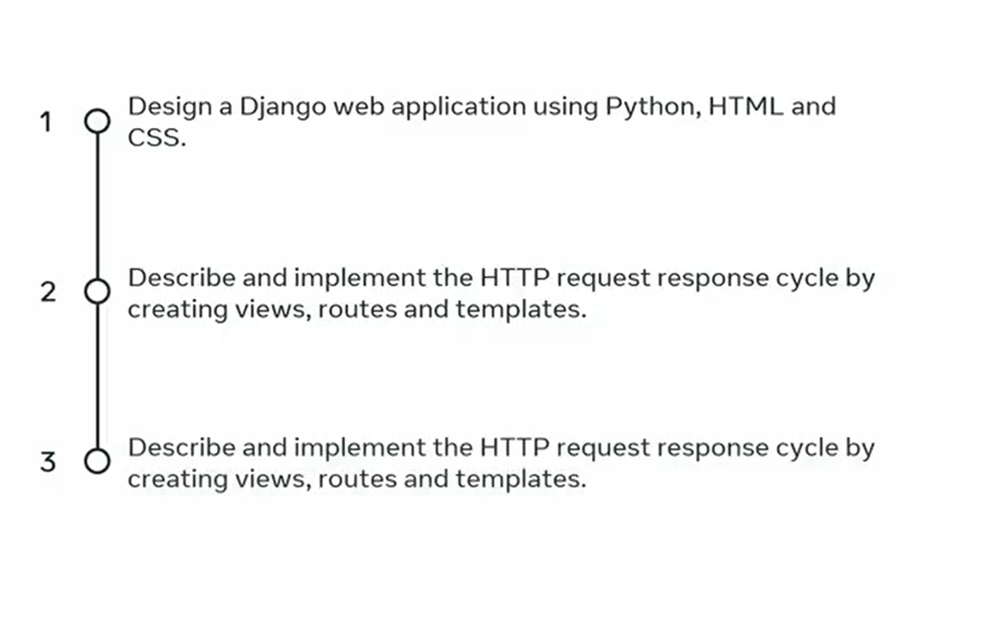 1
Design a Django web application using Python, HTML and
CSS.
2
Describe and implement the HTTP request response cycle by
creating views, routes and templates.
3
Describe and implement the HTTP request response cycle by
creating views, routes and templates.